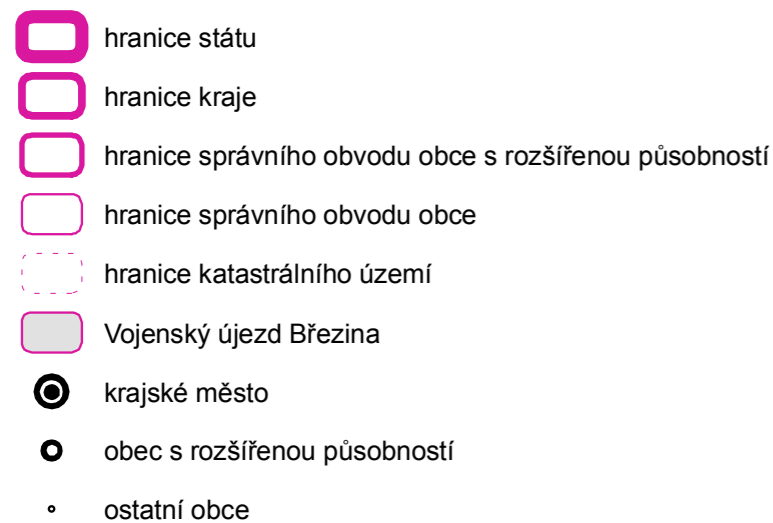 hranice státu
hranice kraje
hranice správního obvodu obce s rozšířenou působností
hranice správního obvodu obce
hranice katastrálního území
Vojenský újezd Březina
krajské město
obec s rozšířenou působností
ostatní obce